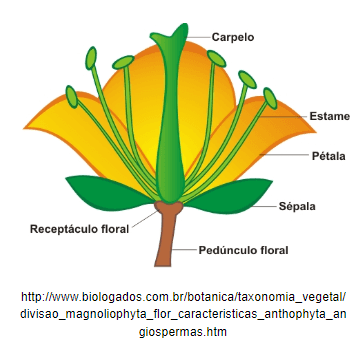 Carpelo
Estame
Pétala
Sépala
Receptáculo floral
Pedúnculo floral
http://www.biologados.com.br/botanica/taxonomia_vegetal/
divisao_magnoliophyta_flor_caracteristicas_anthophyta_an
giospermas.htm